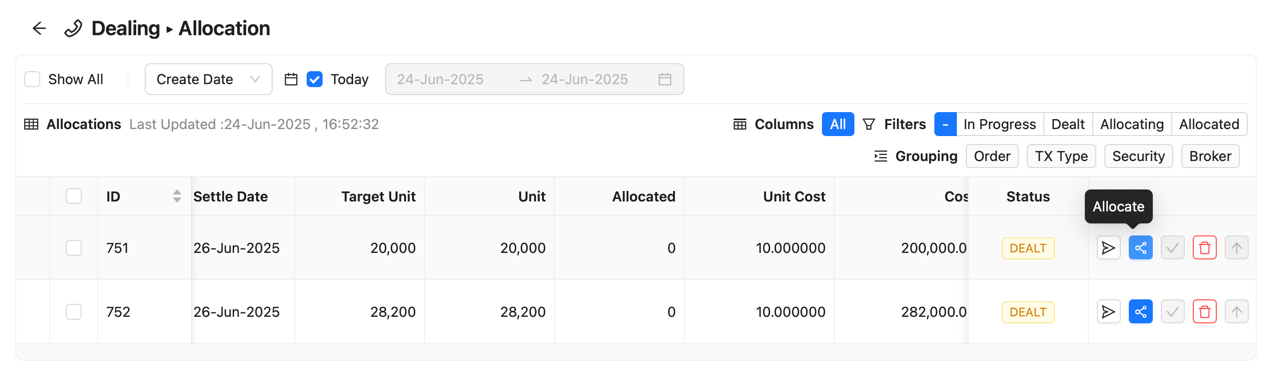 Dealing ▸ Allocation
Show All Create Date Today 24-Jun-2025 → 24-Jun-2025
Allocations Last Updated :24-Jun-2025 , 16:52:32 Columns All Filters - In Progress Dealt Allocating Allocated
Grouping Order TX Type Security Broker
ID Settle Date Target Unit Unit Allocated Unit Cost Cos Status
Allocate
751 26-Jun-2025 20,000 20,000 0 10.000000 200,000.0 DEALT
752 26-Jun-2025 28,200 28,200 0 10.000000 282,000.0 DEALT